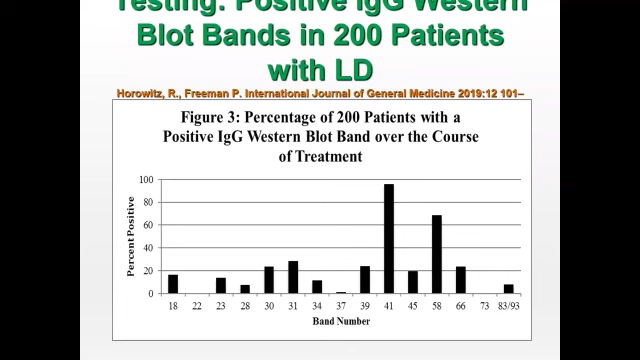 Testing: Positive IgG Western
Blot Bands in 200 Patients
with LD
Horowitz, R., Freeman P. International Journal of General Medicine 2019:12 101–
Figure 3: Percentage of 200 Patients with a
Positive IgG Western Blot Band over the Course
of Treatment
Percent Positive
100
80
60
40
20
0
18 22 23 28 30 31 34 37 39 41 45 58 66 73 83/93
Band Number